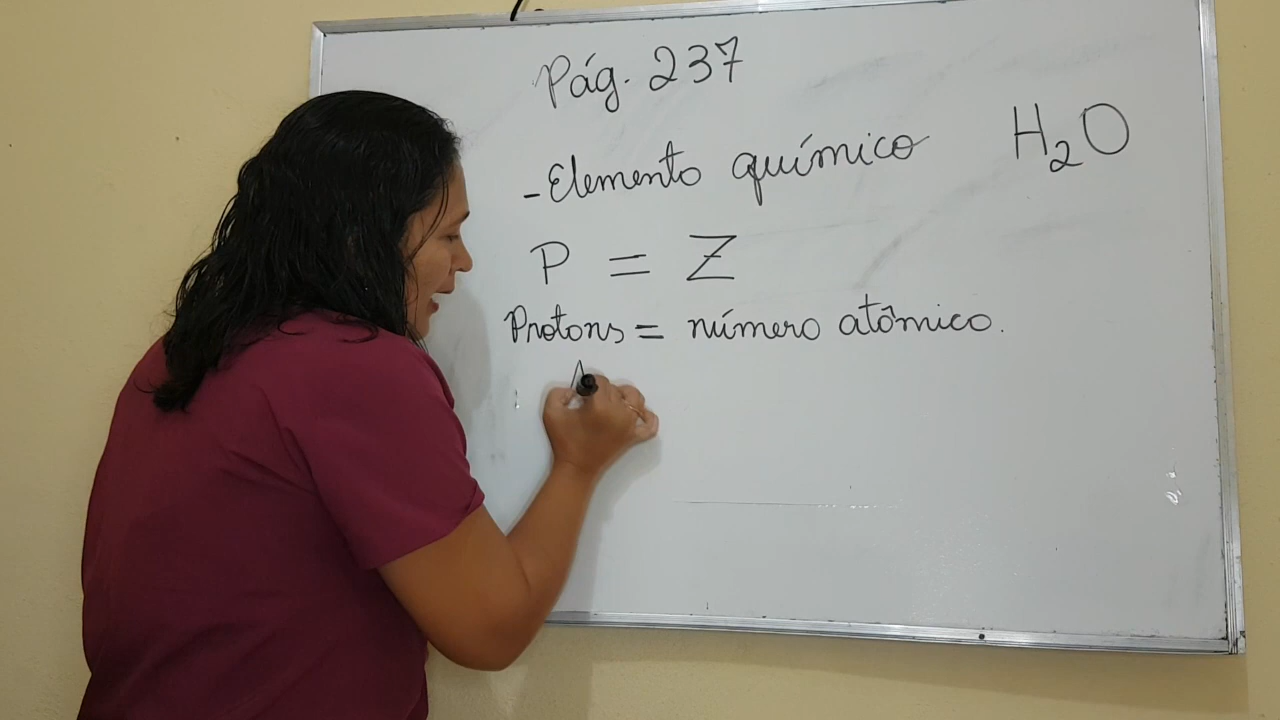 Pág. 237
-Elemento químico H₂O
P = Z
Protons = número atômico.